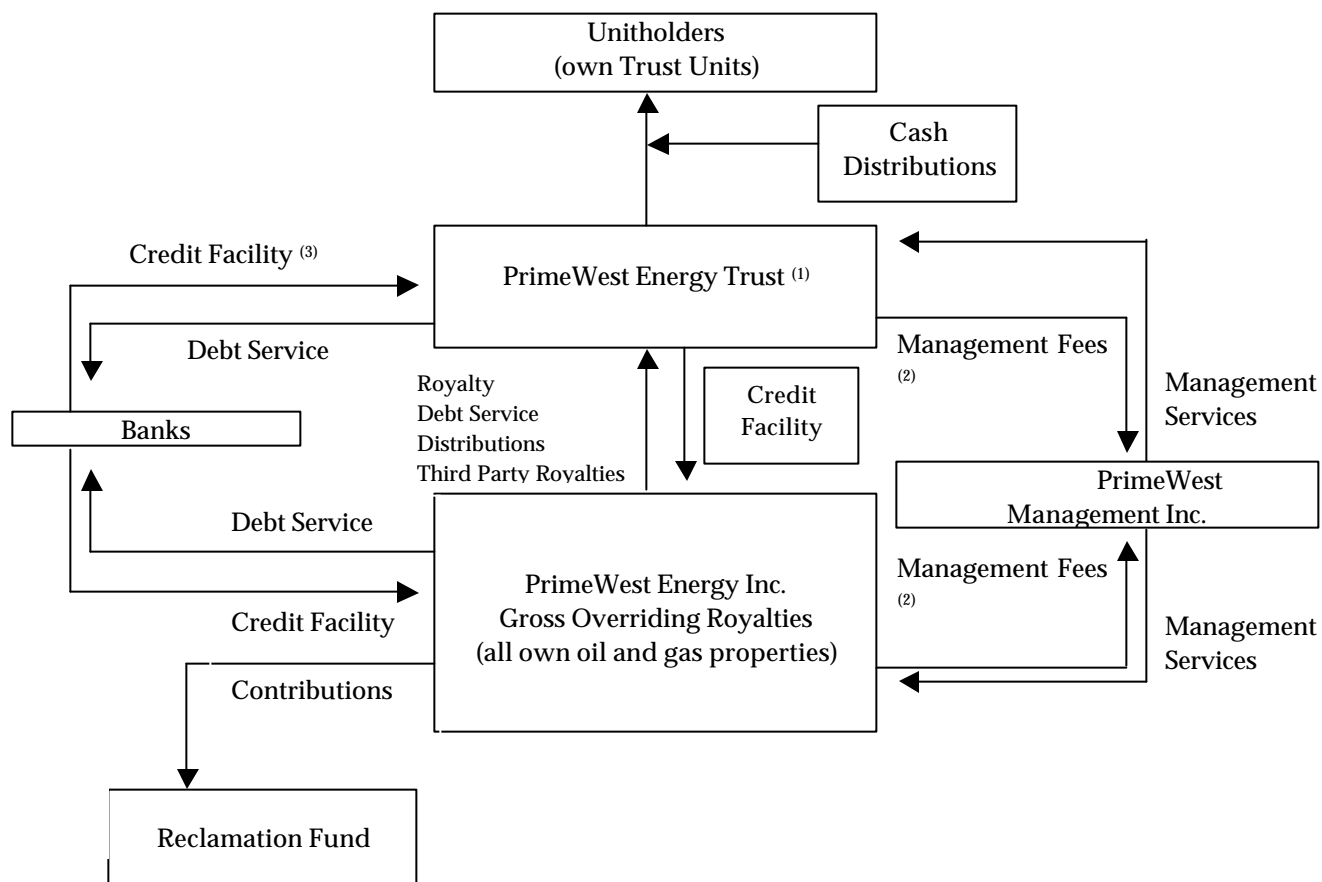 Unitholders
(own Trust Units)
Cash
Distributions
Credit Facility (3)
PrimeWest Energy Trust (1)
Debt Service
Management Fees
(2)
Management
Services
Royalty
Debt Service
Distributions
Third Party Royalties
Credit
Facility
Banks
PrimeWest
Management Inc.
Debt Service
PrimeWest Energy Inc.
Gross Overriding Royalties
(all own oil and gas properties)
Management Fees
(2)
Management
Services
Credit Facility
Contributions
Reclamation Fund